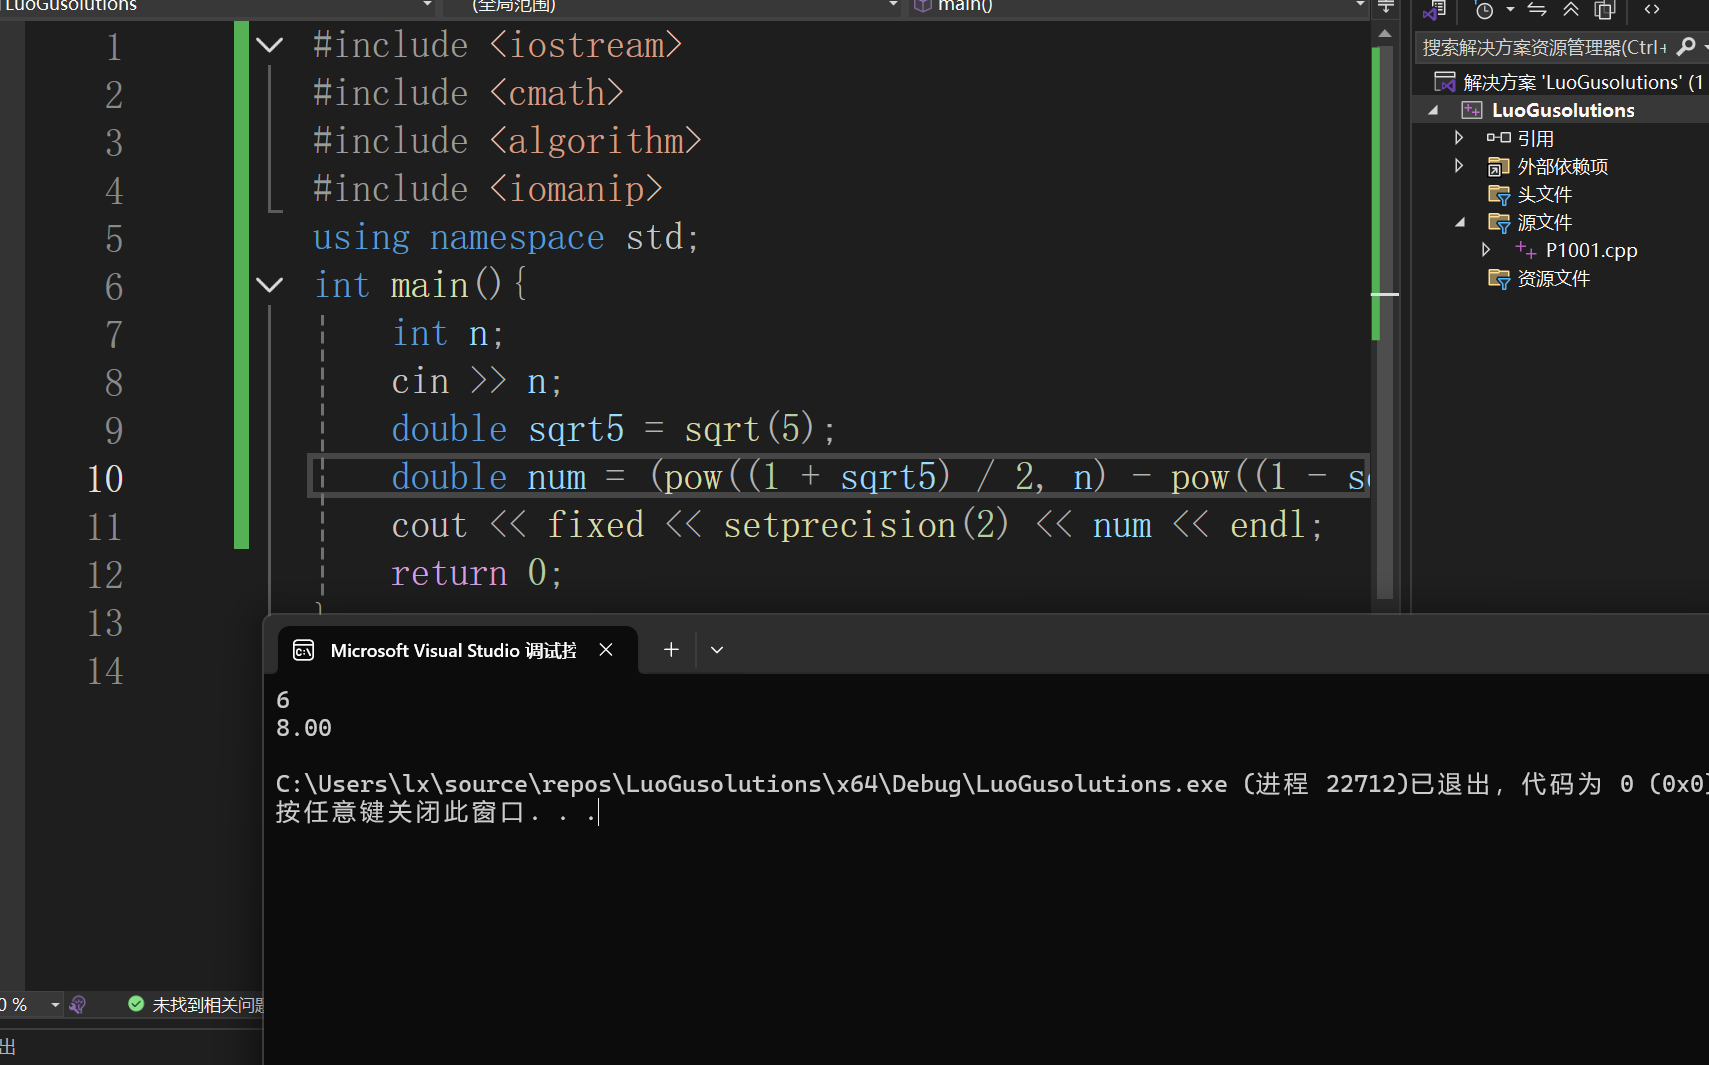 LuoGusolutions
(全局范围)
main()
1 #include <iostream>
2 #include <cmath>
3 #include <algorithm>
4 #include <iomanip>
5 using namespace std;
6 int main(){
7 int n;
8 cin >> n;
9 double sqrt5 = sqrt(5);
10 double num = (pow((1 + sqrt5) / 2, n) - pow((1 - s
11 cout << fixed << setprecision(2) << num << endl;
12 return 0;
13 }
14
搜索解决方案资源管理器(Ctrl+
解决方案 'LuoGusolutions' (1
LuoGusolutions
引用
外部依赖项
头文件
源文件
P1001.cpp
资源文件
Microsoft Visual Studio 调试控
6
8.00
C:\Users\lx\source\repos\LuoGusolutions\x64\Debug\LuoGusolutions.exe (进程 22712)已退出，代码为 0 (0x0)
按任意键关闭此窗口. . .
0 %
未找到相关问题
出